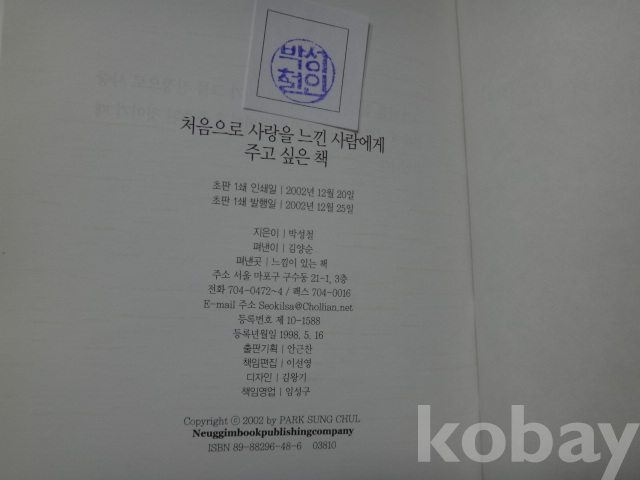 박성
철인
처음으로 사랑을 느낀 사람에게
주고 싶은 책
초판 1쇄 인쇄일 | 2002년 12월 20일
초판 1쇄 발행일 | 2002년 12월 25일
지은이 | 박성철
펴낸이 | 김양순
펴낸곳 | 느낌이 있는 책
주소 서울 마포구 구수동 21-1, 3층
전화 704-0472~4 / 팩스 704-0016
E-mail 주소 Seokilsa@Chollian.net
등록번호 제 10-1588
등록년월일 1998. 5. 16
출판기획 | 안근찬
책임편집 | 이선영
디자인 | 김왕기
책임영업 | 임성구
Copyright ⓒ 2002 by PARK SUNG CHUL
Neuggimbookpublishingcompany
ISBN 89-88296-48-6 03810
kobay